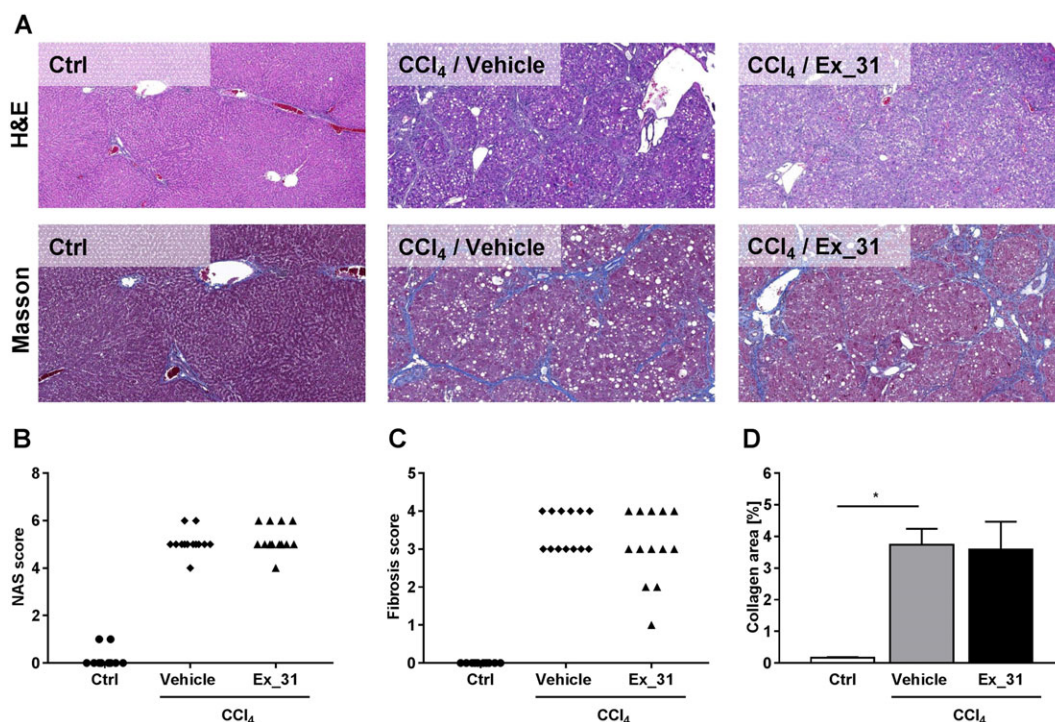 A
H&E
Ctrl
CCl₄ / Vehicle
CCl₄ / Ex_31
Masson
Ctrl
CCl₄ / Vehicle
CCl₄ / Ex_31
B
NAS score
8
6
4
2
0
Ctrl
Vehicle
Ex_31
CCl₄
C
Fibrosis score
5
4
3
2
1
0
Ctrl
Vehicle
Ex_31
CCl₄
D
Collagen area [%]
6
5
4
3
2
1
0
*
Ctrl
Vehicle
Ex_31
CCl₄